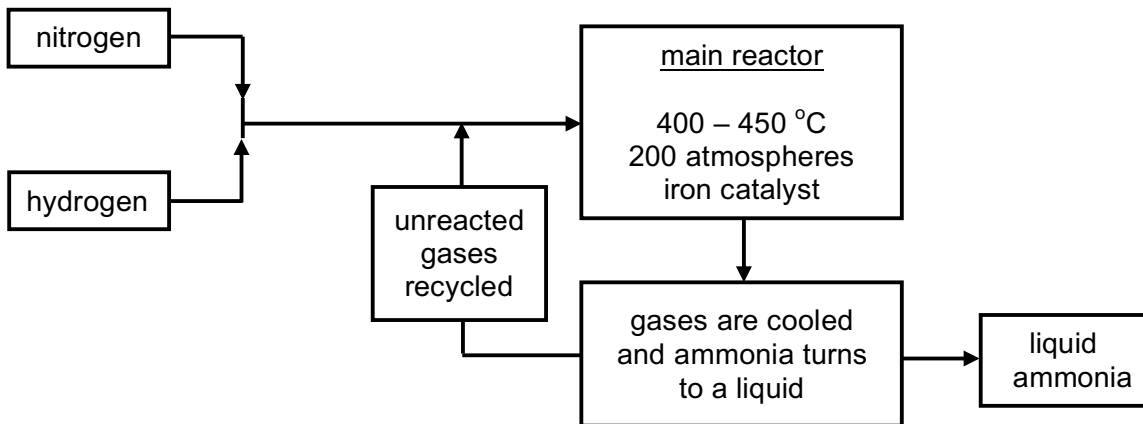 nitrogen
hydrogen
main reactor
400 – 450 °C
200 atmospheres
iron catalyst
unreacted
gases
recycled
gases are cooled
and ammonia turns
to a liquid
liquid
ammonia